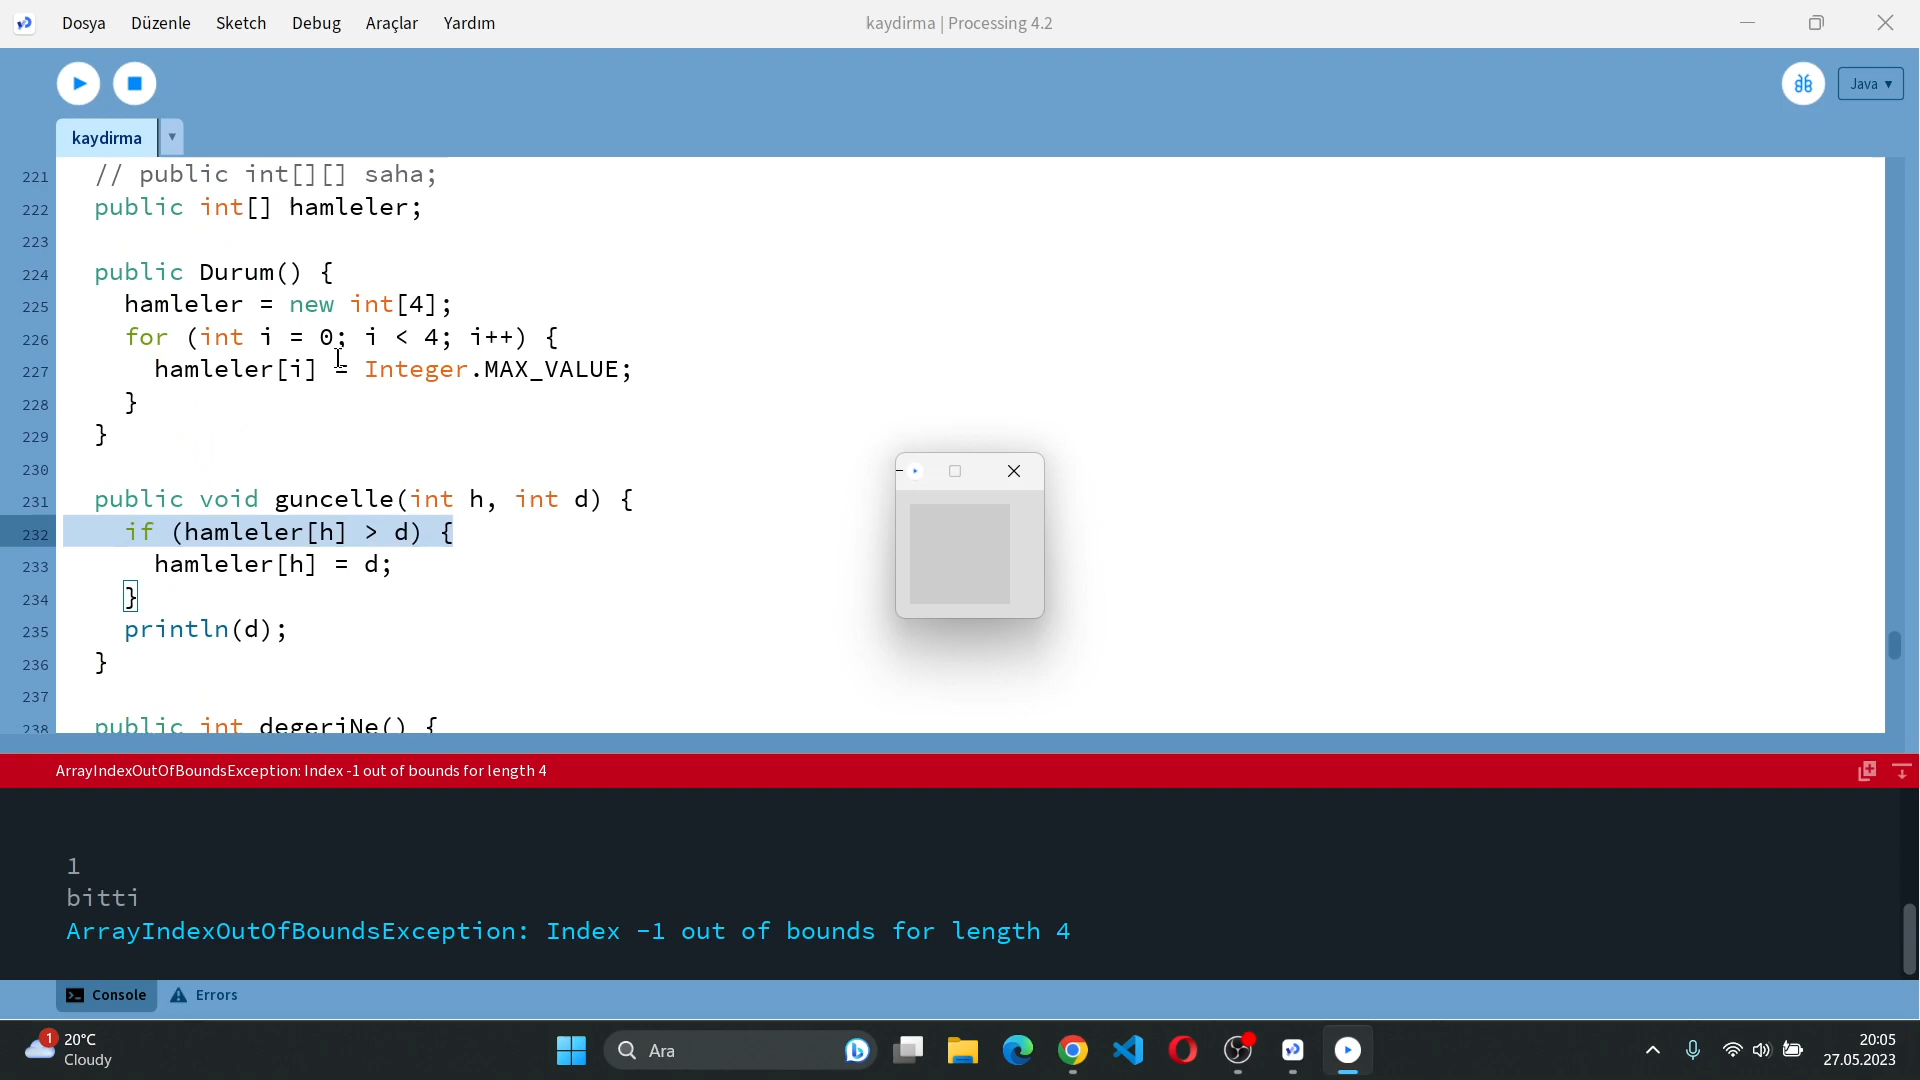 Dosya Düzenle Sketch Debug Araçlar Yardım kaydirma | Processing 4.2
Java ▾
kaydirma
221 // public int[][] saha;
222 public int[] hamleler;
223
224 public Durum() {
225 hamleler = new int[4];
226 for (int i = 0; i < 4; i++) {
227 hamleler[i] = Integer.MAX_VALUE;
228 }
229 }
230
231 public void guncelle(int h, int d) {
232 if (hamleler[h] > d) {
233 hamleler[h] = d;
234 }
235 println(d);
236 }
237
238 public int degeriNe() {
ArrayIndexOutOfBoundsException: Index -1 out of bounds for length 4
1
bitti
ArrayIndexOutOfBoundsException: Index -1 out of bounds for length 4
Console Errors
1 20°C
Cloudy
Ara
20:05
27.05.2023